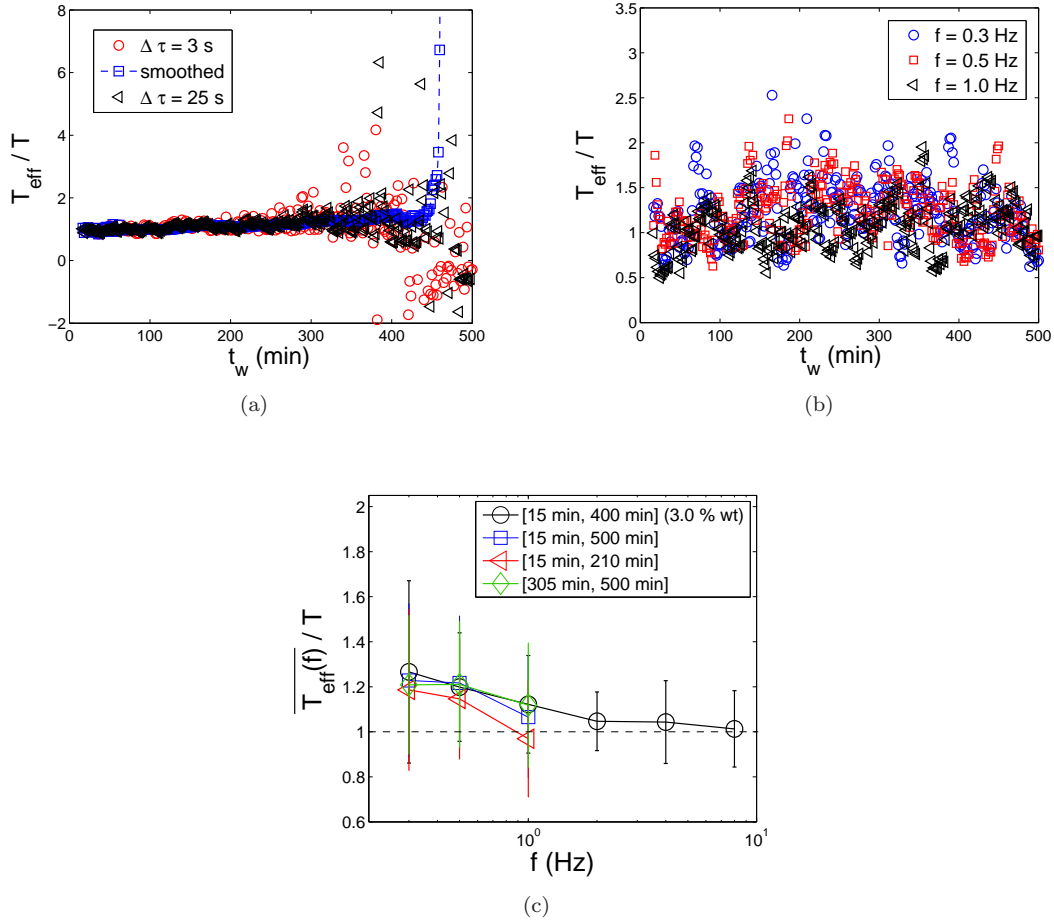 8
6
4
2
0
−2
0 100 200 300 400 500
T_eff / T
t_w (min)
Δ τ = 3 s
smoothed
Δ τ = 25 s
(a)
3.5
3
2.5
2
1.5
1
0.5
0
0 100 200 300 400 500
T_eff / T
t_w (min)
f = 0.3 Hz
f = 0.5 Hz
f = 1.0 Hz
(b)
2
1.8
1.6
1.4
1.2
1
0.8
0.6
10^0 10^1
T_eff(f) / T
f (Hz)
[15 min, 400 min] (3.0 % wt)
[15 min, 500 min]
[15 min, 210 min]
[305 min, 500 min]
(c)